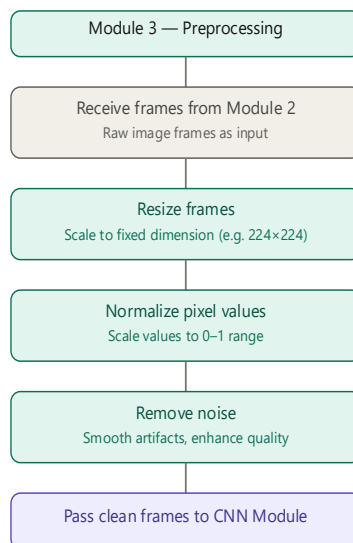 Module 3 — Preprocessing
Receive frames from Module 2
Raw image frames as input
Resize frames
Scale to fixed dimension (e.g. 224×224)
Normalize pixel values
Scale values to 0–1 range
Remove noise
Smooth artifacts, enhance quality
Pass clean frames to CNN Module